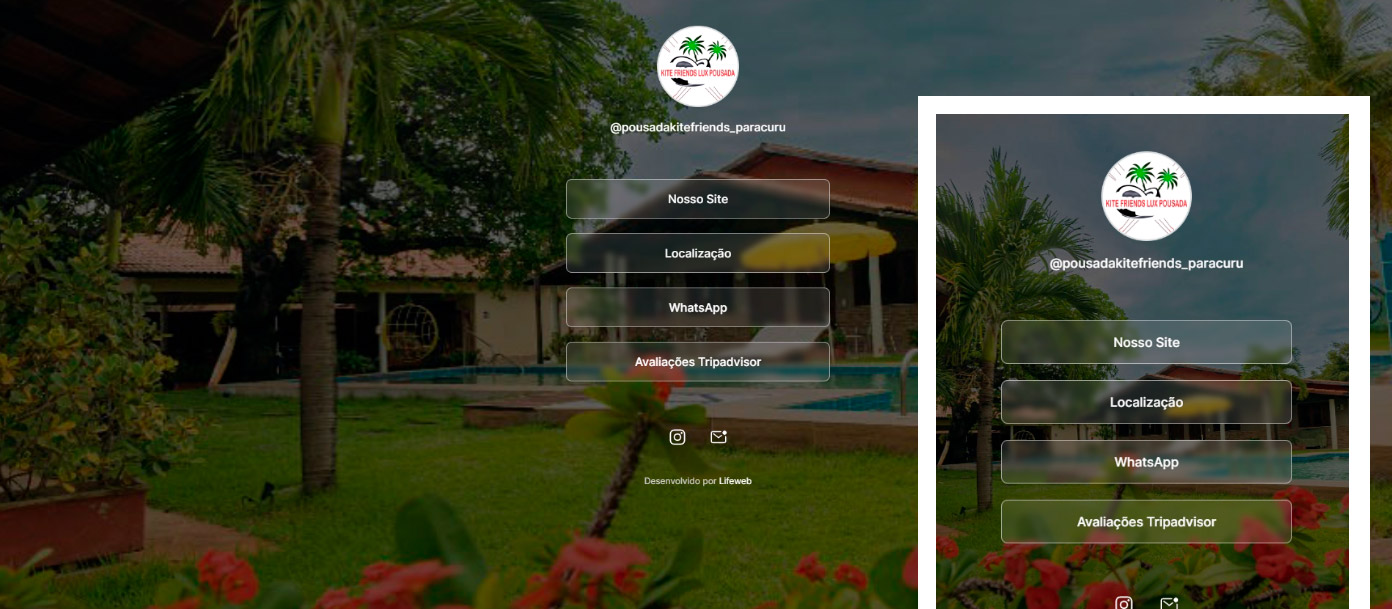 KITE FRIENDS LUX POUSADA
@pousadakitefriends_paracuru
Nosso Site
Localização
WhatsApp
Avaliações Tripadvisor
Desenvolvido por Lifeweb
KITE FRIENDS LUX POUSADA
@pousadakitefriends_paracuru
Nosso Site
Localização
WhatsApp
Avaliações Tripadvisor